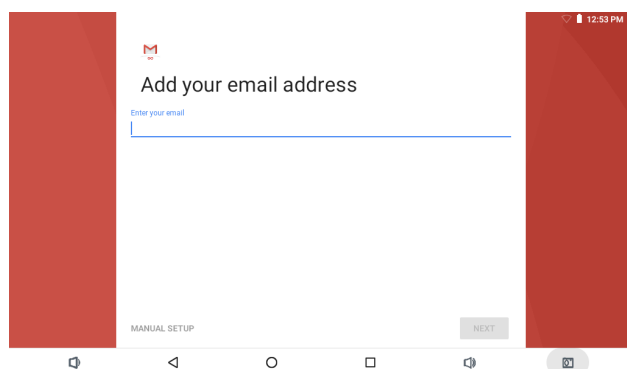 12:53 PM
Add your email address
Enter your email
MANUAL SETUP
NEXT